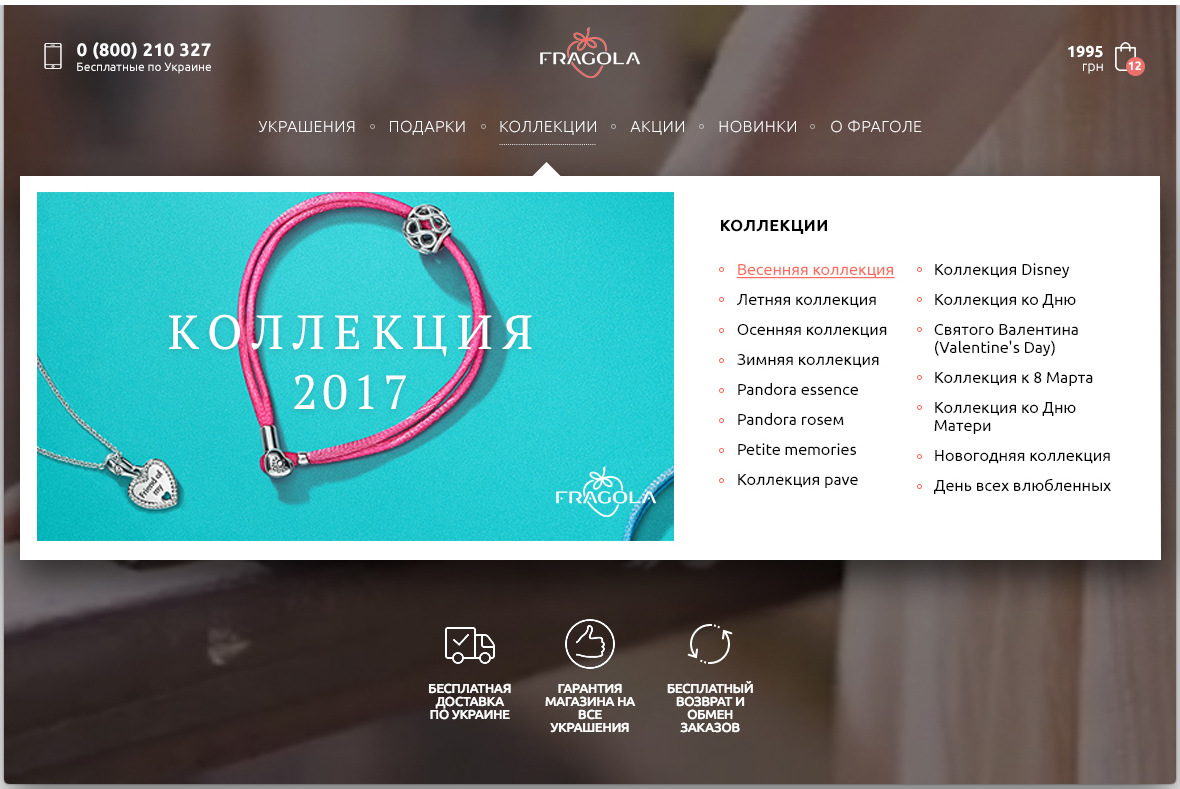 0 (800) 210 327
Бесплатные по Украине
FRAGOLA
1995
грн
12
УКРАШЕНИЯ
ПОДАРКИ
КОЛЛЕКЦИИ
АКЦИИ
НОВИНКИ
О ФРАГОЛЕ
КОЛЛЕКЦИЯ
2017
Friend of
my
FRAGOLA
КОЛЛЕКЦИИ
Весенняя коллекция
Летняя коллекция
Осенняя коллекция
Зимняя коллекция
Pandora essence
Pandora rosem
Petite memories
Коллекция pave
Коллекция Disney
Коллекция ко Дню
Святого Валентина
(Valentine's Day)
Коллекция к 8 Марта
Коллекция ко Дню
Матери
Новогодняя коллекция
День всех влюбленных
БЕСПЛАТНАЯ
ДОСТАВКА
ПО УКРАИНЕ
ГАРАНТИЯ
МАГАЗИНА НА
ВСЕ
УКРАШЕНИЯ
БЕСПЛАТНЫЙ
ВОЗВРАТ И
ОБМЕН
ЗАКАЗОВ